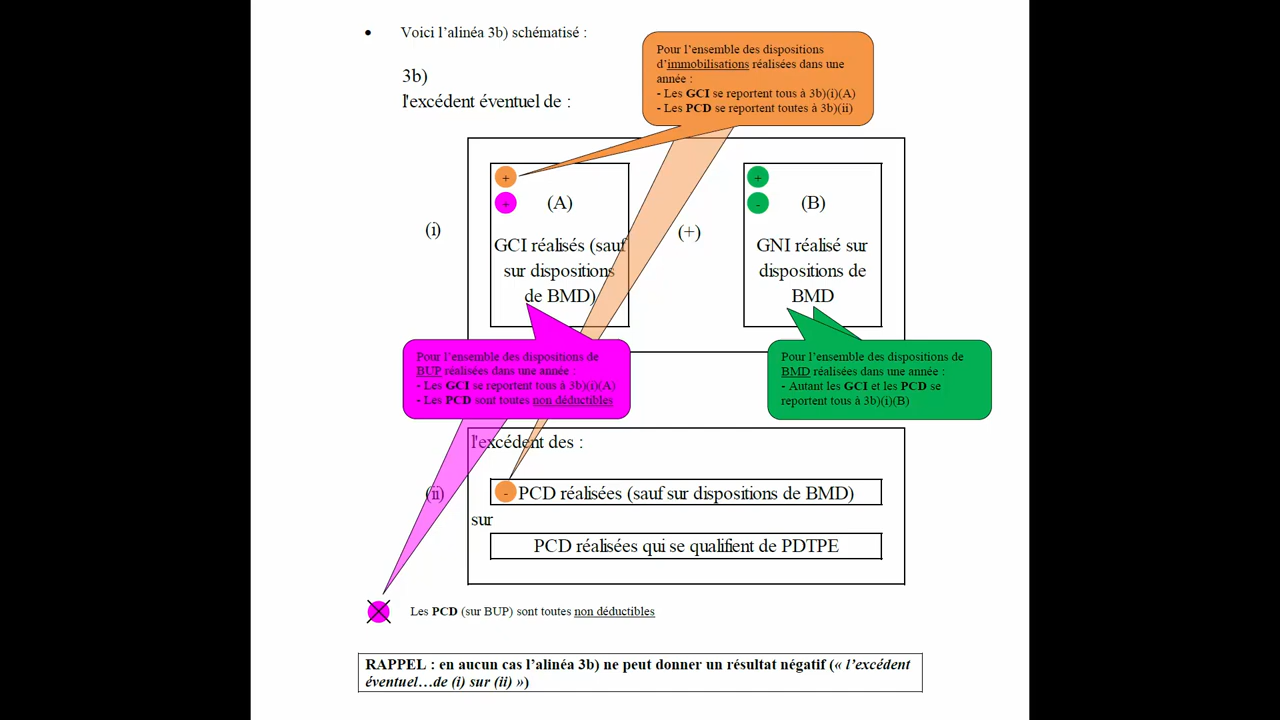 • Voici l'alinéa 3b) schématisé :
Pour l'ensemble des dispositions
d'immobilisations réalisées dans une
année :
- Les GCI se reportent tous à 3b)(i)(A)
- Les PCD se reportent toutes à 3b)(ii)
3b)
l'excédent éventuel de :
(i)
+
+
(A)
GCI réalisés (sauf
sur dispositions
de BMD)
(+)
+
-
(B)
GNI réalisé sur
dispositions de
BMD
Pour l'ensemble des dispositions de
BUP réalisées dans une année :
- Les GCI se reportent tous à 3b)(i)(A)
- Les PCD sont toutes non déductibles
Pour l'ensemble des dispositions de
BMD réalisées dans une année :
- Autant les GCI et les PCD se
reportent tous à 3b)(i)(B)
l'excédent des :
(ii)
- PCD réalisées (sauf sur dispositions de BMD)
sur
PCD réalisées qui se qualifient de PDTPE
Les PCD (sur BUP) sont toutes non déductibles
RAPPEL : en aucun cas l'alinéa 3b) ne peut donner un résultat négatif (« l'excédent
éventuel…de (i) sur (ii) »)